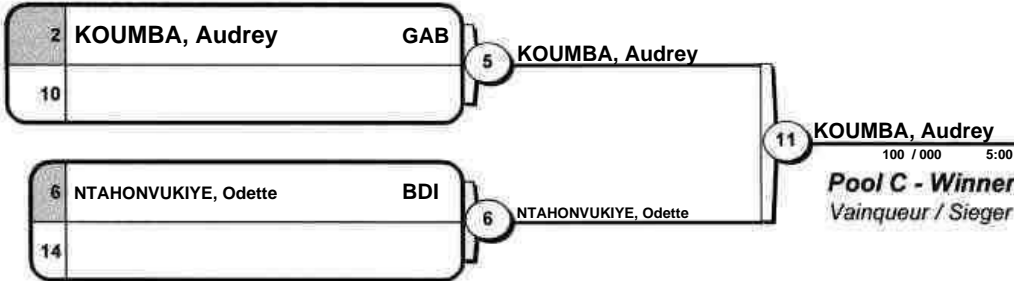 2 KOUMBA, Audrey GAB
10
5 KOUMBA, Audrey
6 NTAHONVUKIYE, Odette BDI
14
6 NTAHONVUKIYE, Odette
11 KOUMBA, Audrey
100 / 000 5:00
Pool C - Winner
Vainqueur / Sieger